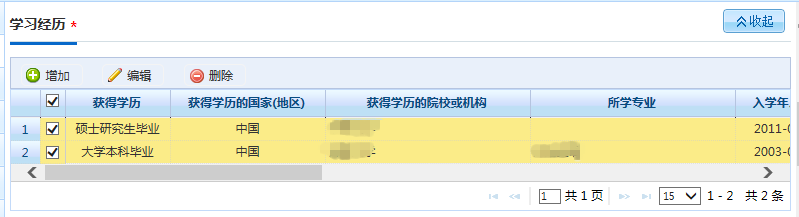 学习经历 *
收起
增加 编辑 删除
获得学历 获得学历的国家(地区) 获得学历的院校或机构 所学专业 入学年
1 硕士研究生毕业 中国 2011-0
2 大学本科毕业 中国 2003-0
1 共 1 页 15 1 - 2 共 2 条